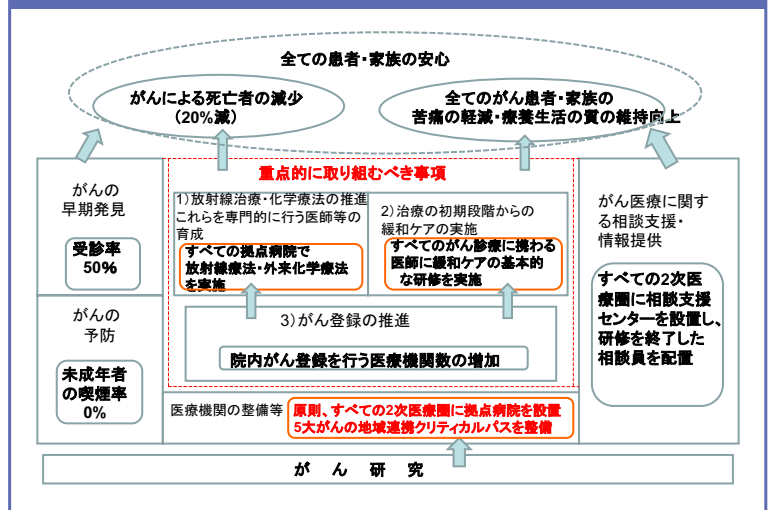 全ての患者・家族の安心
がんによる死亡者の減少
(20%減)
全てのがん患者・家族の
苦痛の軽減・療養生活の質の維持向上
重点的に取り組むべき事項
がんの
早期発見
受診率
50%
がんの
予防
未成年者
の喫煙率
0%
1)放射線治療・化学療法の推進
これらを専門的に行う医師等の
育成
すべての拠点病院で
放射線療法・外来化学療法
を実施
2)治療の初期段階からの
緩和ケアの実施
すべてのがん診療に携わる
医師に緩和ケアの基本的
な研修を実施
3)がん登録の推進
院内がん登録を行う医療機関数の増加
医療機関の整備等
原則、すべての2次医療圏に拠点病院を設置
5大がんの地域連携クリティカルパスを整備
がん医療に関す
る相談支援・
情報提供
すべての2次医
療圏に相談支援
センターを設置し、
研修を終了した
相談員を配置
がん研究